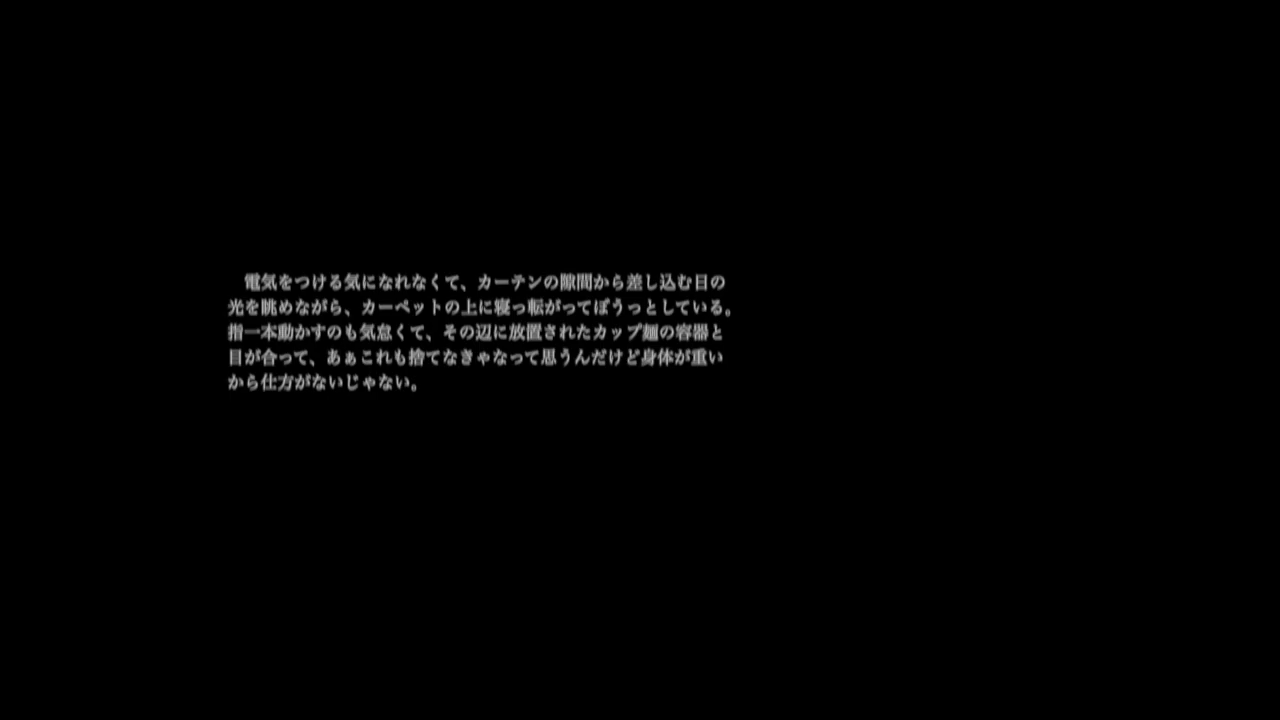 電気をつける気になれなくて、カーテンの隙間から差し込む日の
光を眺めながら、カーペットの上に寝っ転がってぼうっとしている。
指一本動かすのも気怠くて、その辺に放置されたカップ麺の容器と
目が合って、あぁこれも捨てなきゃなって思うんだけど身体が重い
から仕方がないじゃない。